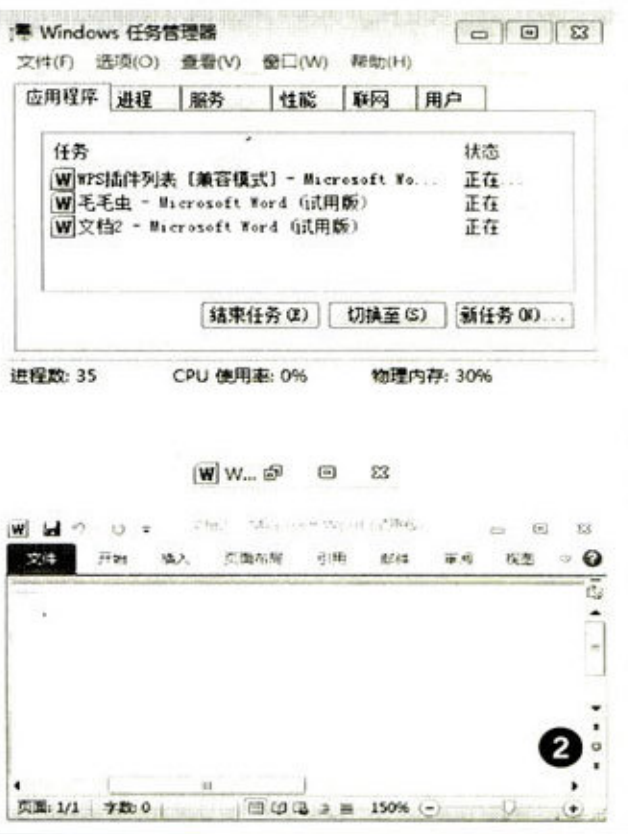 Windows 任务管理器
文件(F) 选项(O) 查看(V) 窗口(W) 帮助(H)
应用程序 进程 服务 性能 联网 用户
任务 状态
WPS插件列表 [兼容模式] - Microsoft Wo... 正在...
毛毛虫 - Microsoft Word (试用版) 正在
文档2 - Microsoft Word (试用版) 正在
结束任务(E) 切换至(S) 新任务(N)...
进程数: 35 CPU 使用率: 0% 物理内存: 30%
W...
文件 开始 插入 页面布局 引用 邮件 审阅 视图
2
页面: 1/1 字数: 0 150%